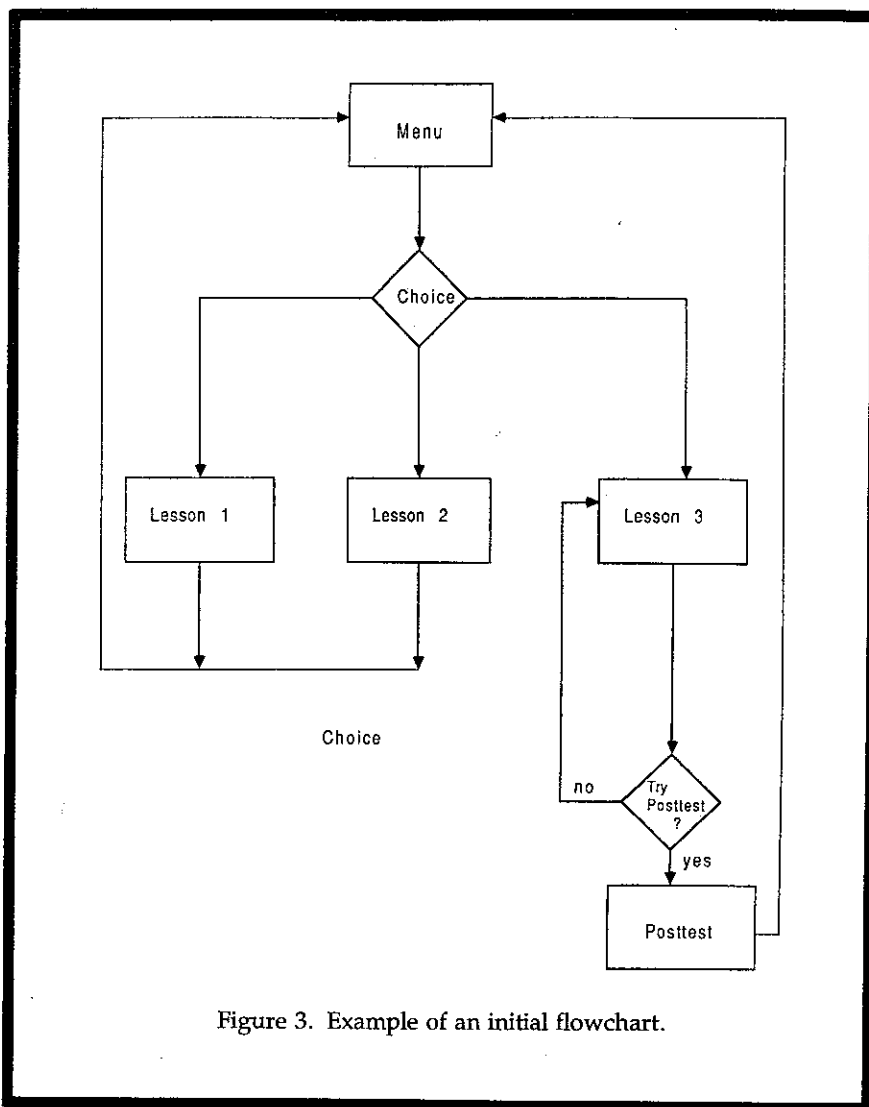 Menu
Choice
Lesson 1
Lesson 2
Lesson 3
Choice
no
Try
Posttest
?
yes
Posttest
Figure 3. Example of an initial flowchart.